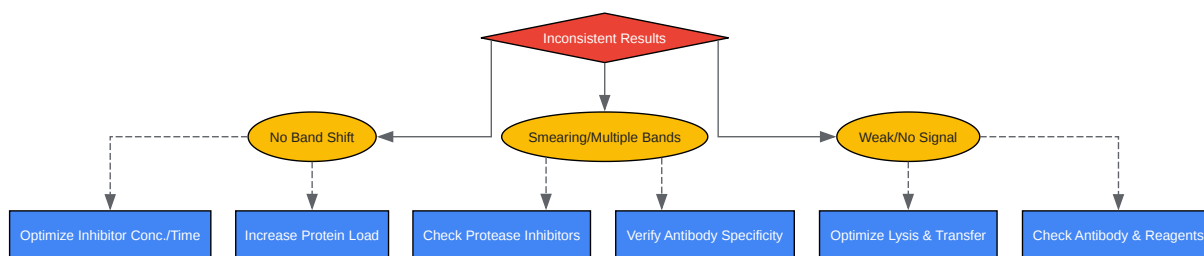 Inconsistent Results
No Band Shift
Smearing/Multiple Bands
Weak/No Signal
Optimize Inhibitor Conc./Time
Increase Protein Load
Check Protease Inhibitors
Verify Antibody Specificity
Optimize Lysis & Transfer
Check Antibody & Reagents